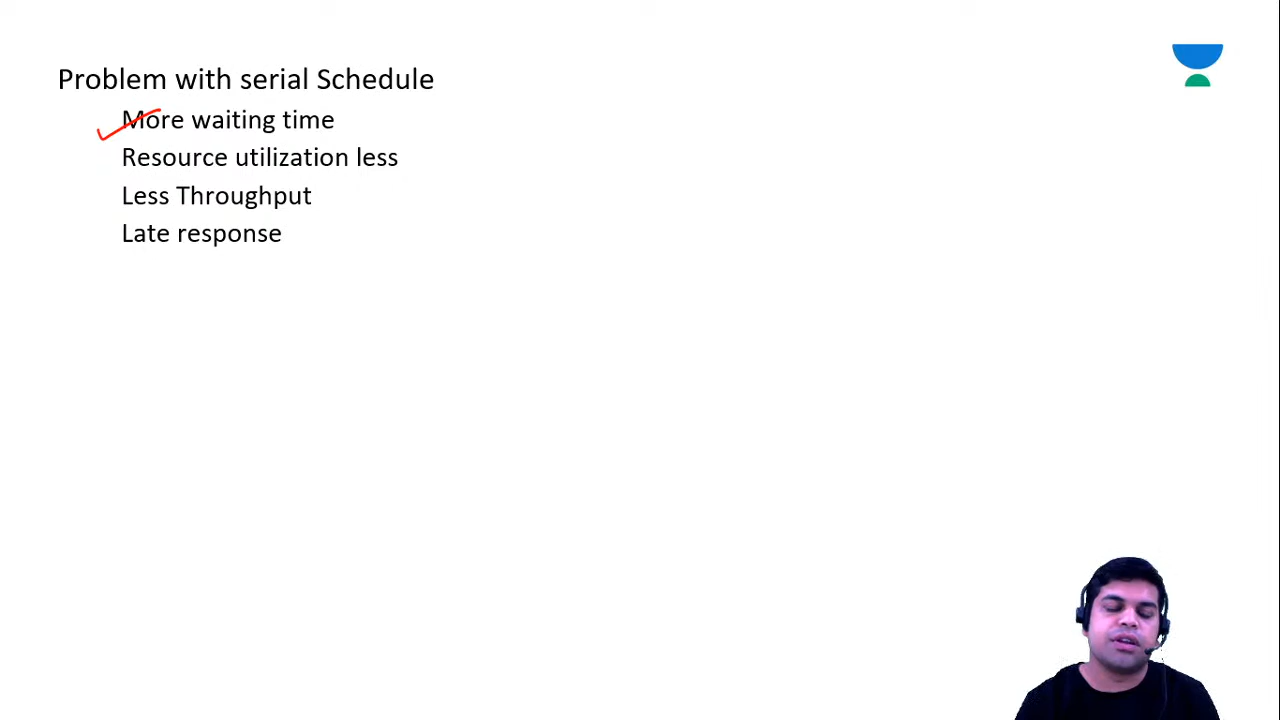 Problem with serial Schedule
More waiting time
Resource utilization less
Less Throughput
Late response